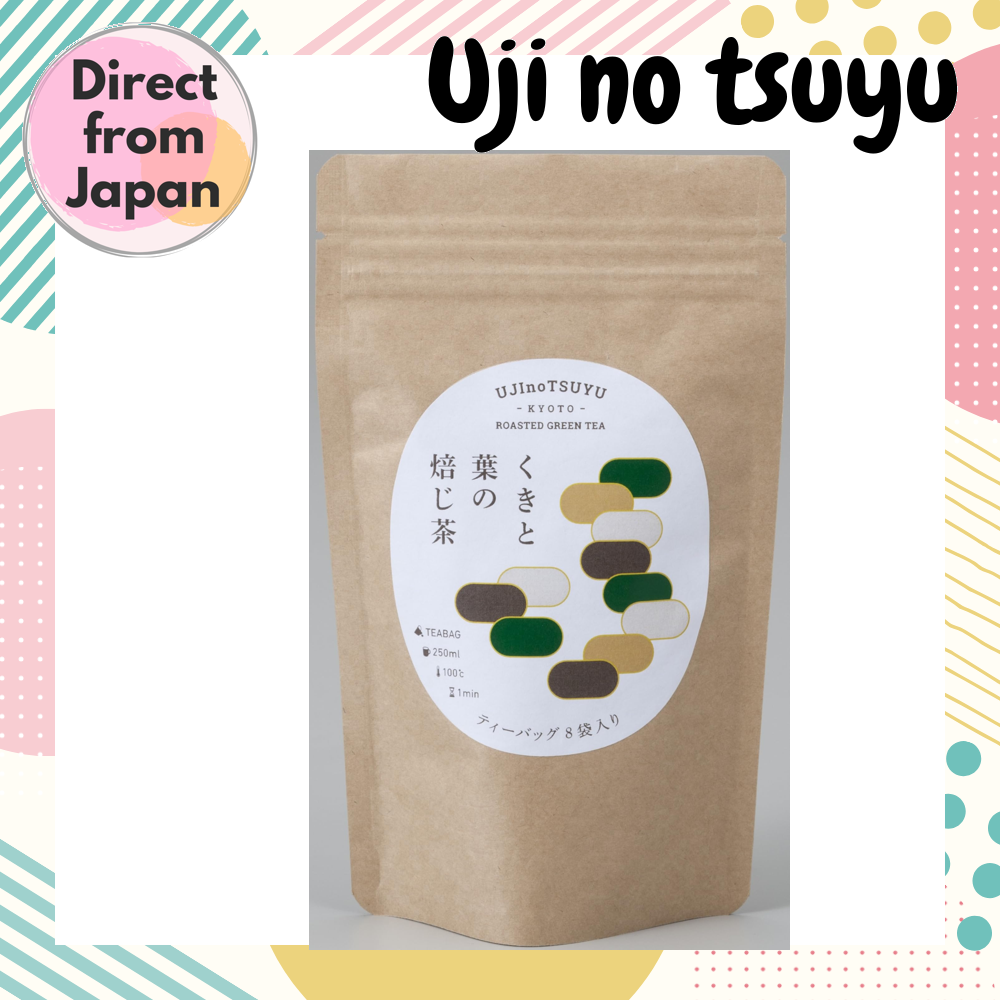 Direct
from
Japan
Uji no tsuyu
UJInoTSUYU
- KYOTO -
ROASTED GREEN TEA
くきと
葉の
焙じ茶
TEABAG
250ml
100℃
1min
ティーバッグ8袋入り